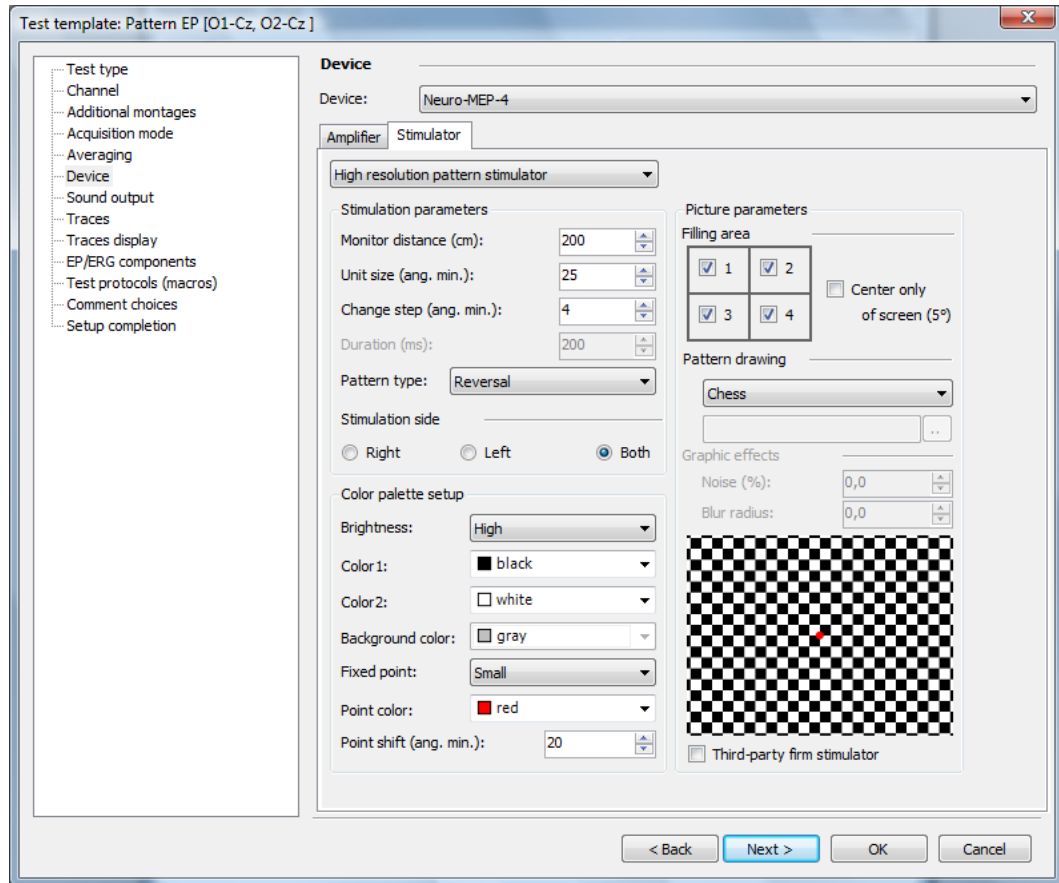 Test template: Pattern EP [O1-Cz, O2-Cz ]
Test type
Channel
Additional montages
Acquisition mode
Averaging
Device
Sound output
Traces
Traces display
EP/ERG components
Test protocols (macros)
Comment choices
Setup completion
Device
Device: Neuro-MEP-4
Amplifier Stimulator
High resolution pattern stimulator
Stimulation parameters
Monitor distance (cm): 200
Unit size (ang. min.): 25
Change step (ang. min.): 4
Duration (ms): 200
Pattern type: Reversal
Stimulation side
Right Left Both
Color palette setup
Brightness: High
Color1: black
Color2: white
Background color: gray
Fixed point: Small
Point color: red
Point shift (ang. min.): 20
Picture parameters
Filling area
1 2
3 4
Center only
of screen (5°)
Pattern drawing
Chess
..
Graphic effects
Noise (%): 0,0
Blur radius: 0,0
Third-party firm stimulator
< Back Next > OK Cancel